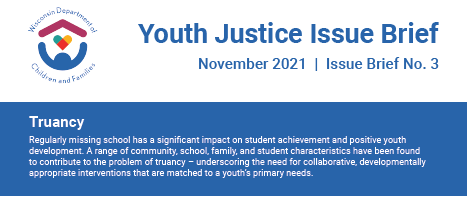 Wisconsin Department of
Children and Families
Youth Justice Issue Brief
November 2021 | Issue Brief No. 3
Truancy
Regularly missing school has a significant impact on student achievement and positive youth
development. A range of community, school, family, and student characteristics have been found
to contribute to the problem of truancy – underscoring the need for collaborative, developmentally
appropriate interventions that are matched to a youth's primary needs.